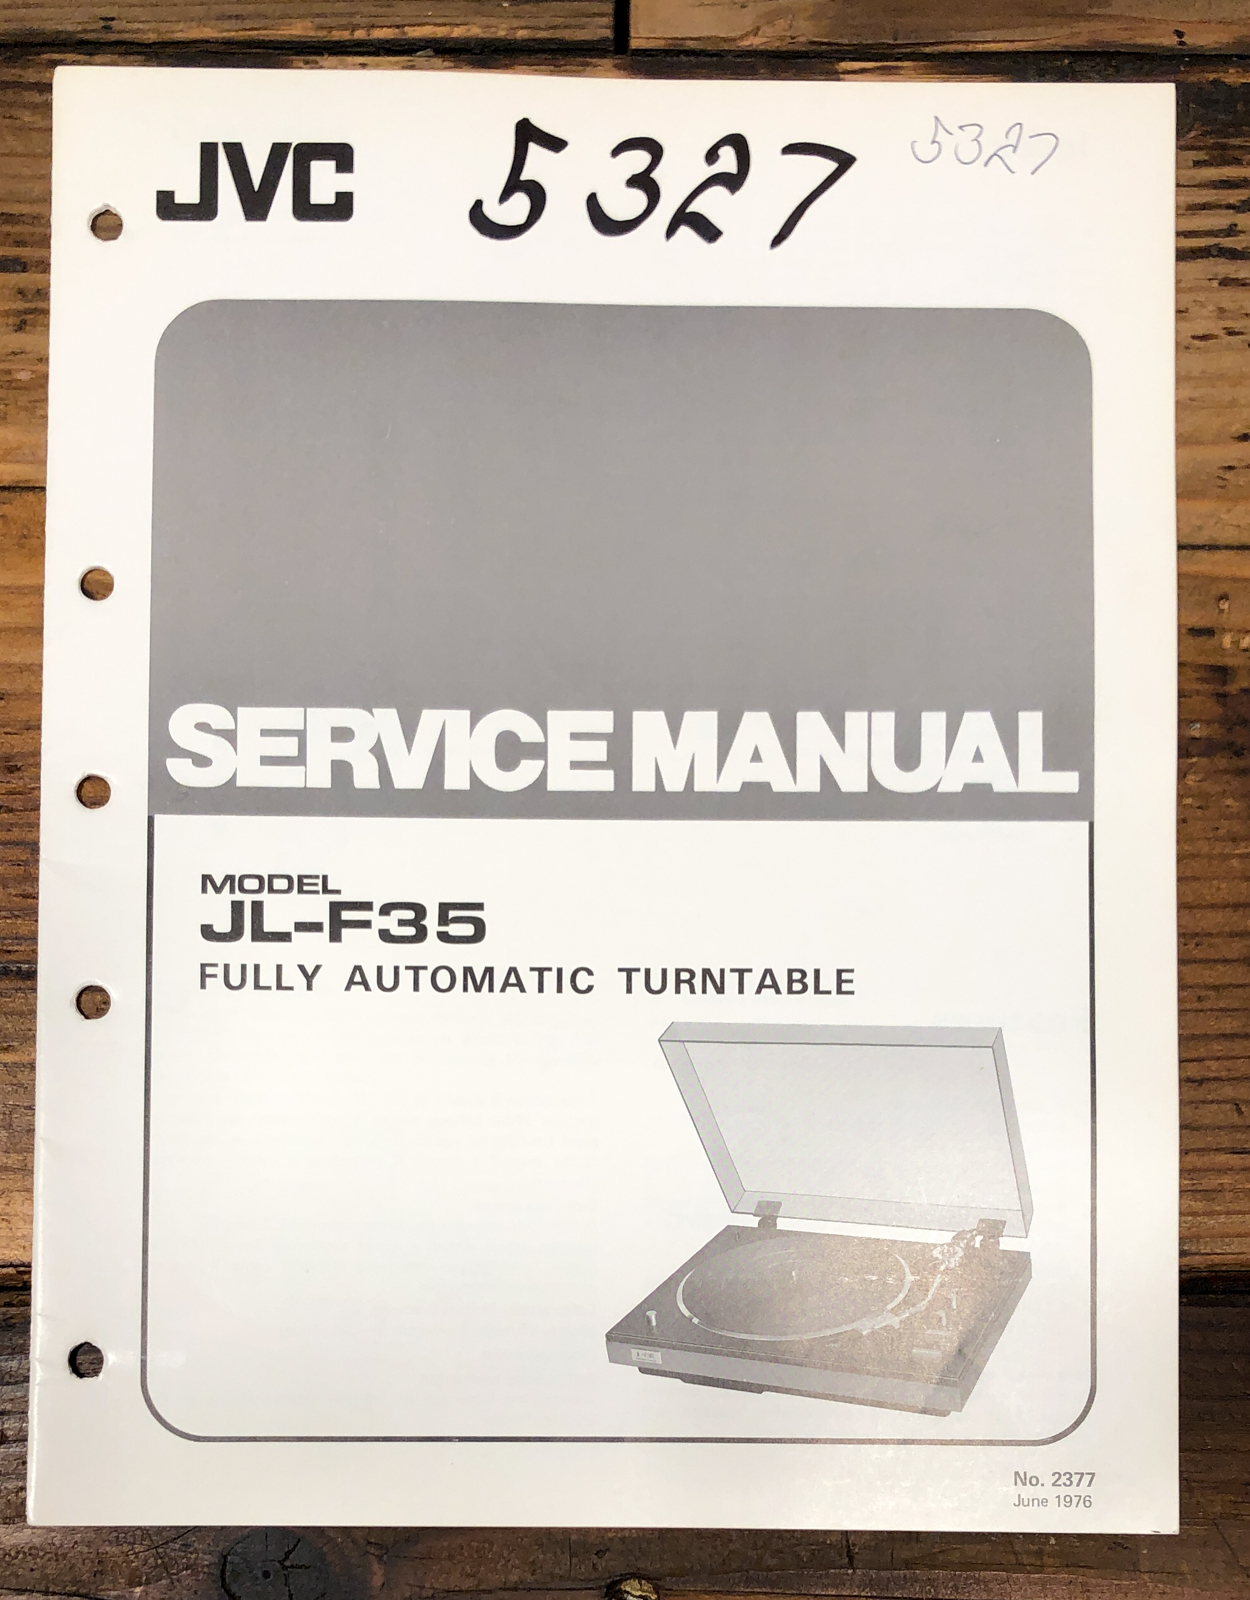 JVC
5327
5327
SERVICE MANUAL
MODEL
JL-F35
FULLY AUTOMATIC TURNTABLE
No. 2377
June 1976